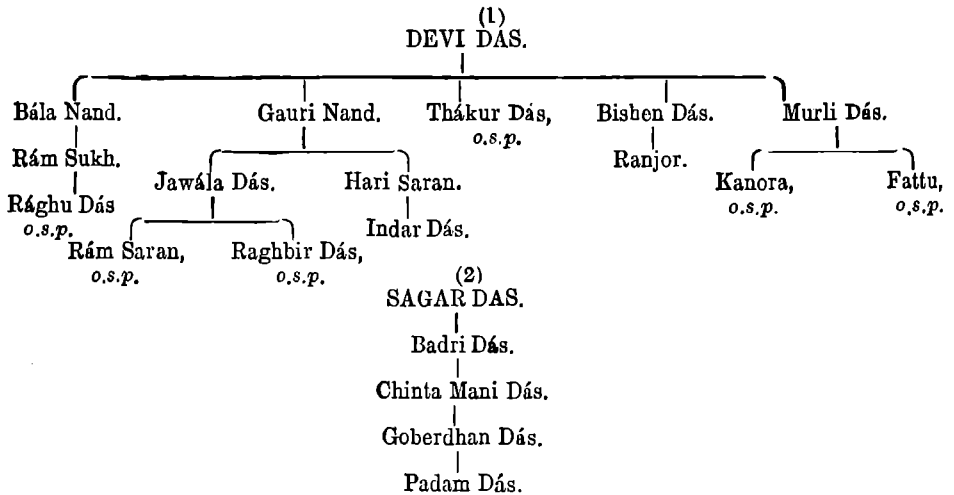 (1)
DEVI DAS.
Bála Nand. Gauri Nand. Thákur Dás, Bishen Dás. Murli Dás.
o.s.p.
Rám Sukh. Ranjor.
Jawála Dás. Hari Saran. Kanora, Fattu,
o.s.p. o.s.p.
Rághu Dás
o.s.p. Indar Dás.
Rám Saran, Raghbir Dás,
o.s.p. o.s.p.
(2)
SAGAR DAS.
Badri Dás.
Chinta Mani Dás.
Goberdhan Dás.
Padam Dás.